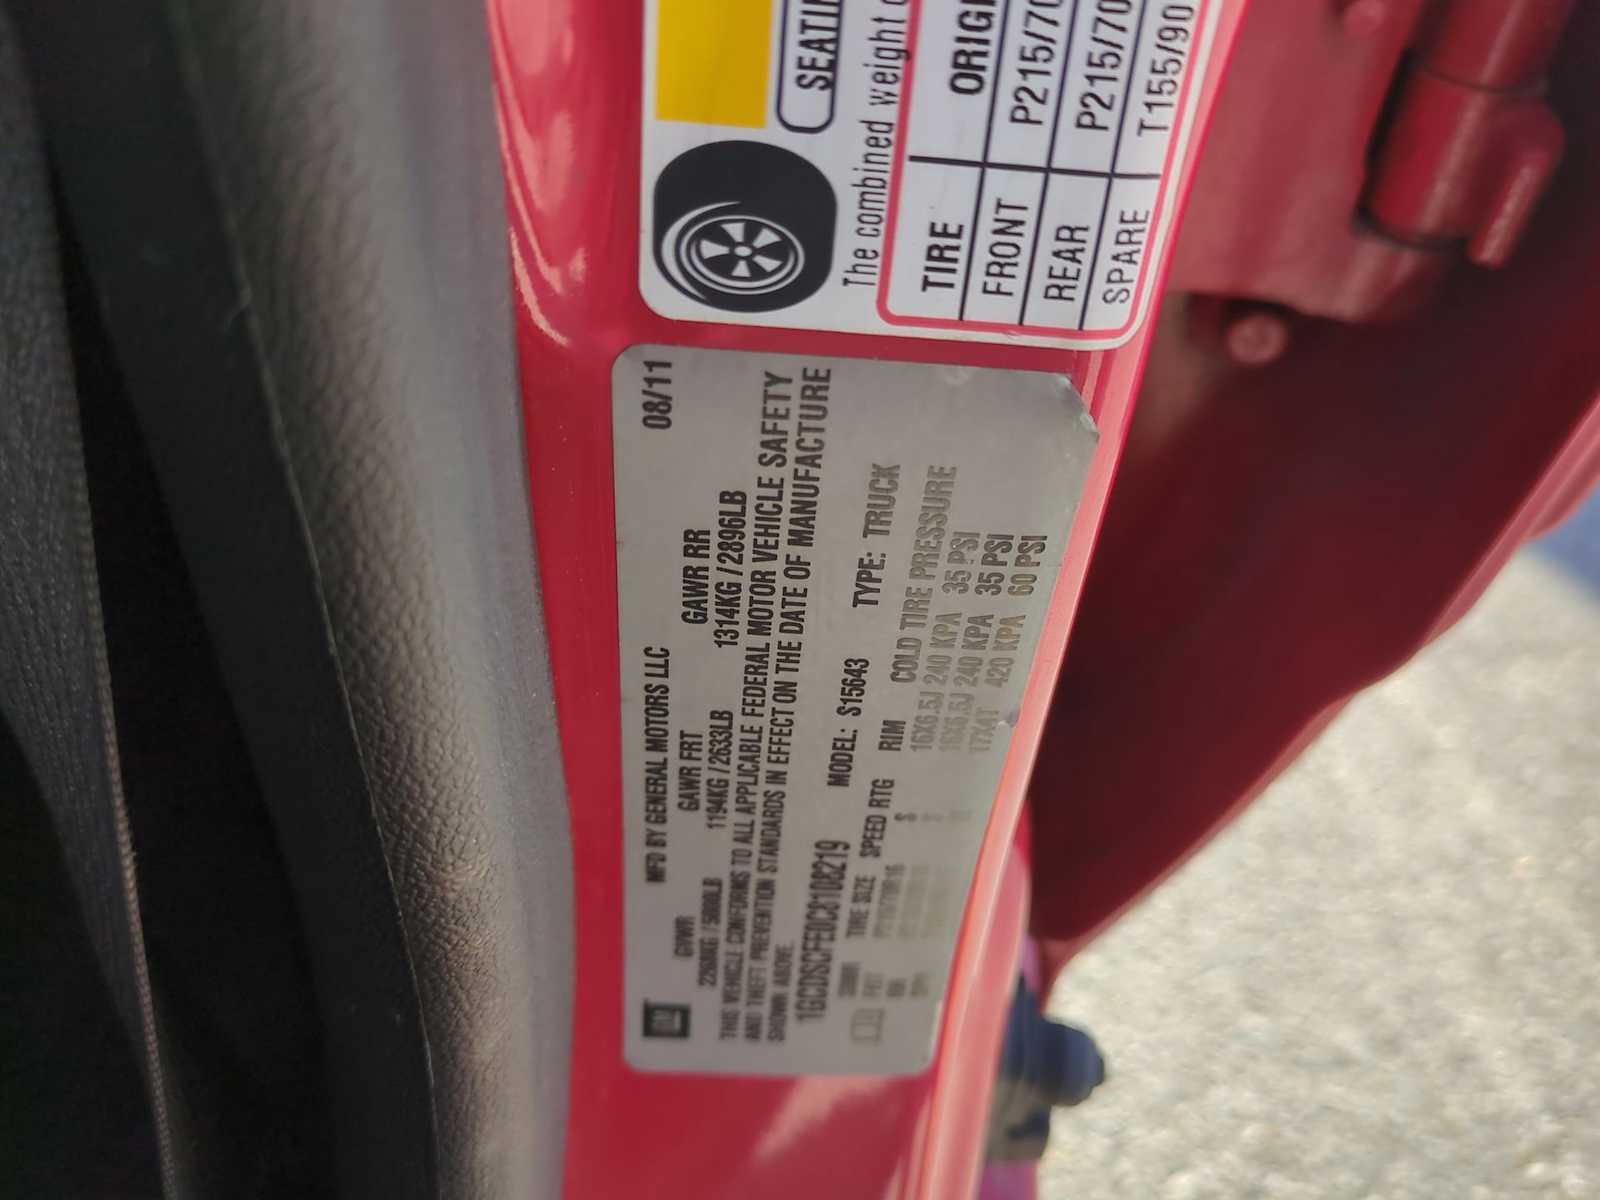 SEATI
The combined weight o
TIRE ORIGI
FRONT P215/70
REAR P215/70
SPARE T155/90
GM MFD BY GENERAL MOTORS LLC 08/11
GVWR GAWR FRT GAWR RR
1194KG / 2633LB 1314KG / 2896LB
THIS VEHICLE CONFORMS TO ALL APPLICABLE FEDERAL MOTOR VEHICLE SAFETY
AND THEFT PREVENTION STANDARDS IN EFFECT ON THE DATE OF MANUFACTURE
SHOWN ABOVE.
1GCDSCFE0C8108219 MODEL: S15643 TYPE: TRUCK
TIRE SIZE SPEED RTG RIM COLD TIRE PRESSURE
FRT S 16X6.5J 240 KPA 35 PSI
RR 16X6.5J 240 KPA 35 PSI
17X4T 420 KPA 60 PSI